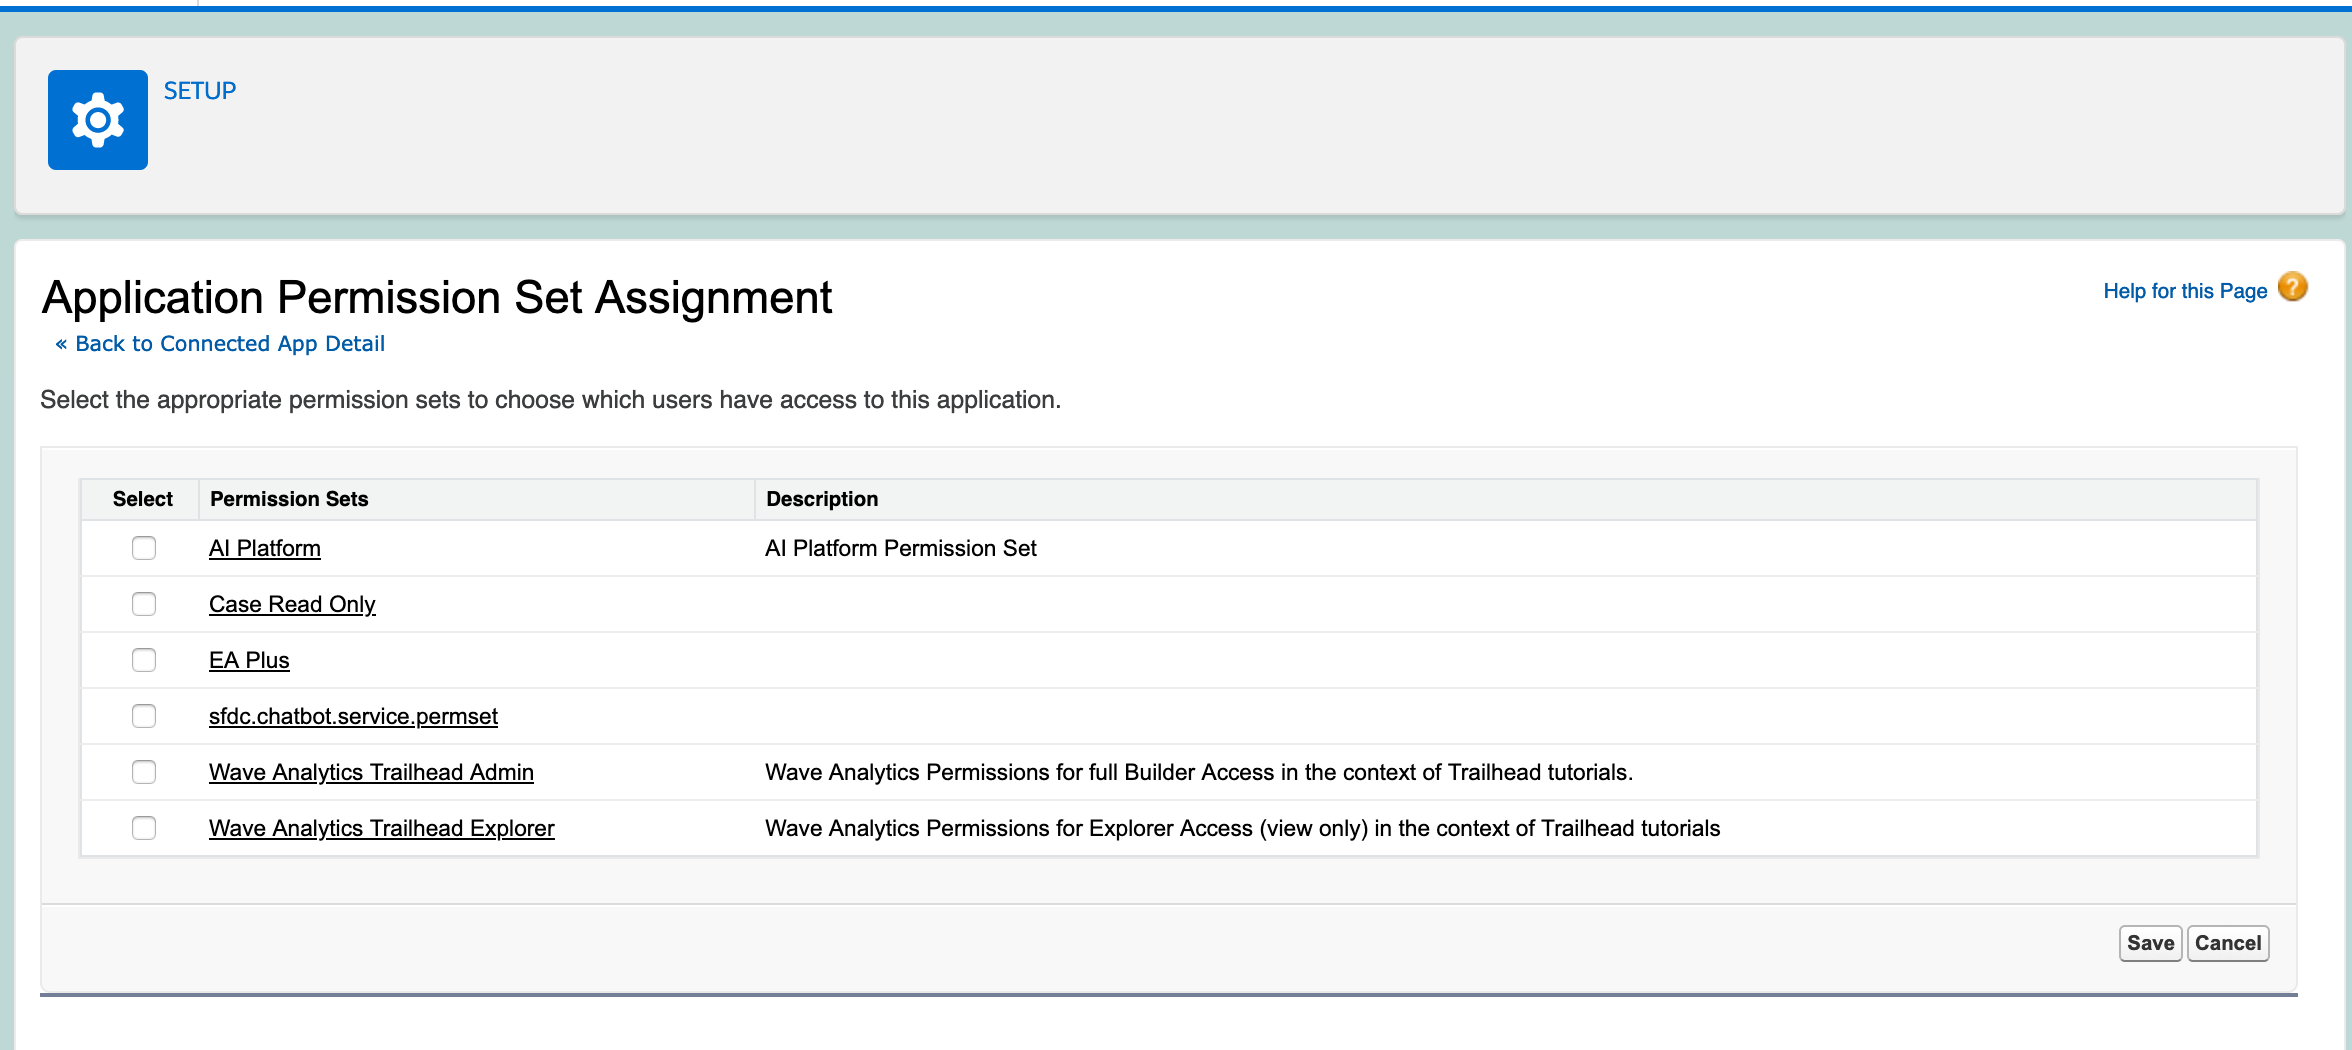 SETUP
Application Permission Set Assignment
Help for this Page ?
« Back to Connected App Detail
Select the appropriate permission sets to choose which users have access to this application.
Select Permission Sets Description
AI Platform AI Platform Permission Set
Case Read Only
EA Plus
sfdc.chatbot.service.permset
Wave Analytics Trailhead Admin Wave Analytics Permissions for full Builder Access in the context of Trailhead tutorials.
Wave Analytics Trailhead Explorer Wave Analytics Permissions for Explorer Access (view only) in the context of Trailhead tutorials
Save Cancel